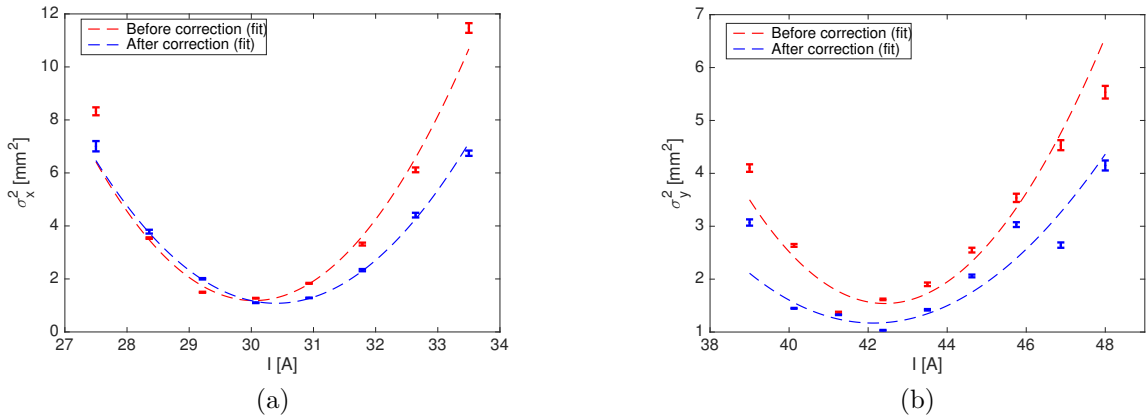 12
10
8
6
4
2
0
σx² [mm²]
Before correction (fit)
After correction (fit)
27 28 29 30 31 32 33 34
I [A]
(a)
7
6
5
4
3
2
1
σy² [mm²]
Before correction (fit)
After correction (fit)
38 40 42 44 46 48
I [A]
(b)